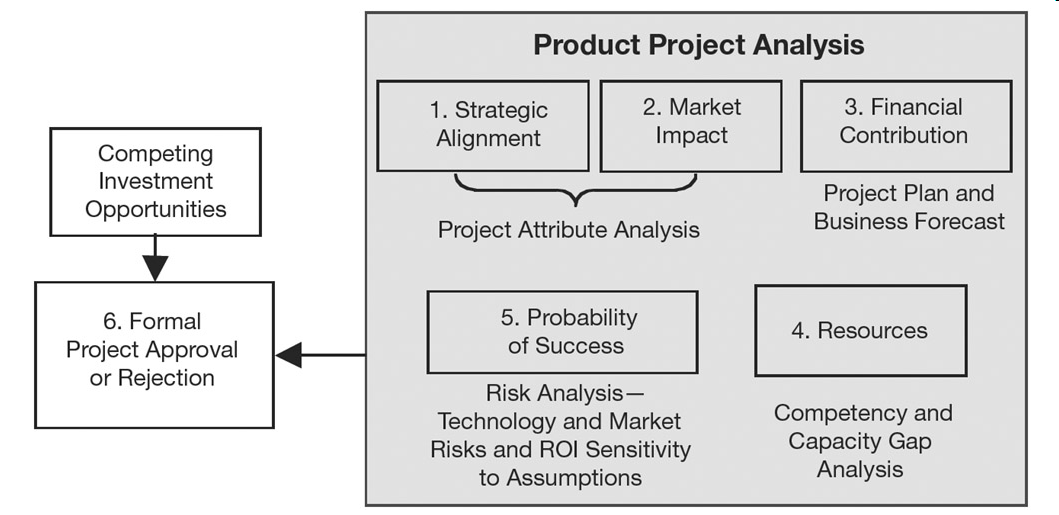 Product Project Analysis
1. Strategic
Alignment
2. Market
Impact
3. Financial
Contribution
Project Attribute Analysis
Project Plan and
Business Forecast
Competing
Investment
Opportunities
6. Formal
Project Approval
or Rejection
5. Probability
of Success
Risk Analysis—
Technology and Market
Risks and ROI Sensitivity
to Assumptions
4. Resources
Competency and
Capacity Gap
Analysis